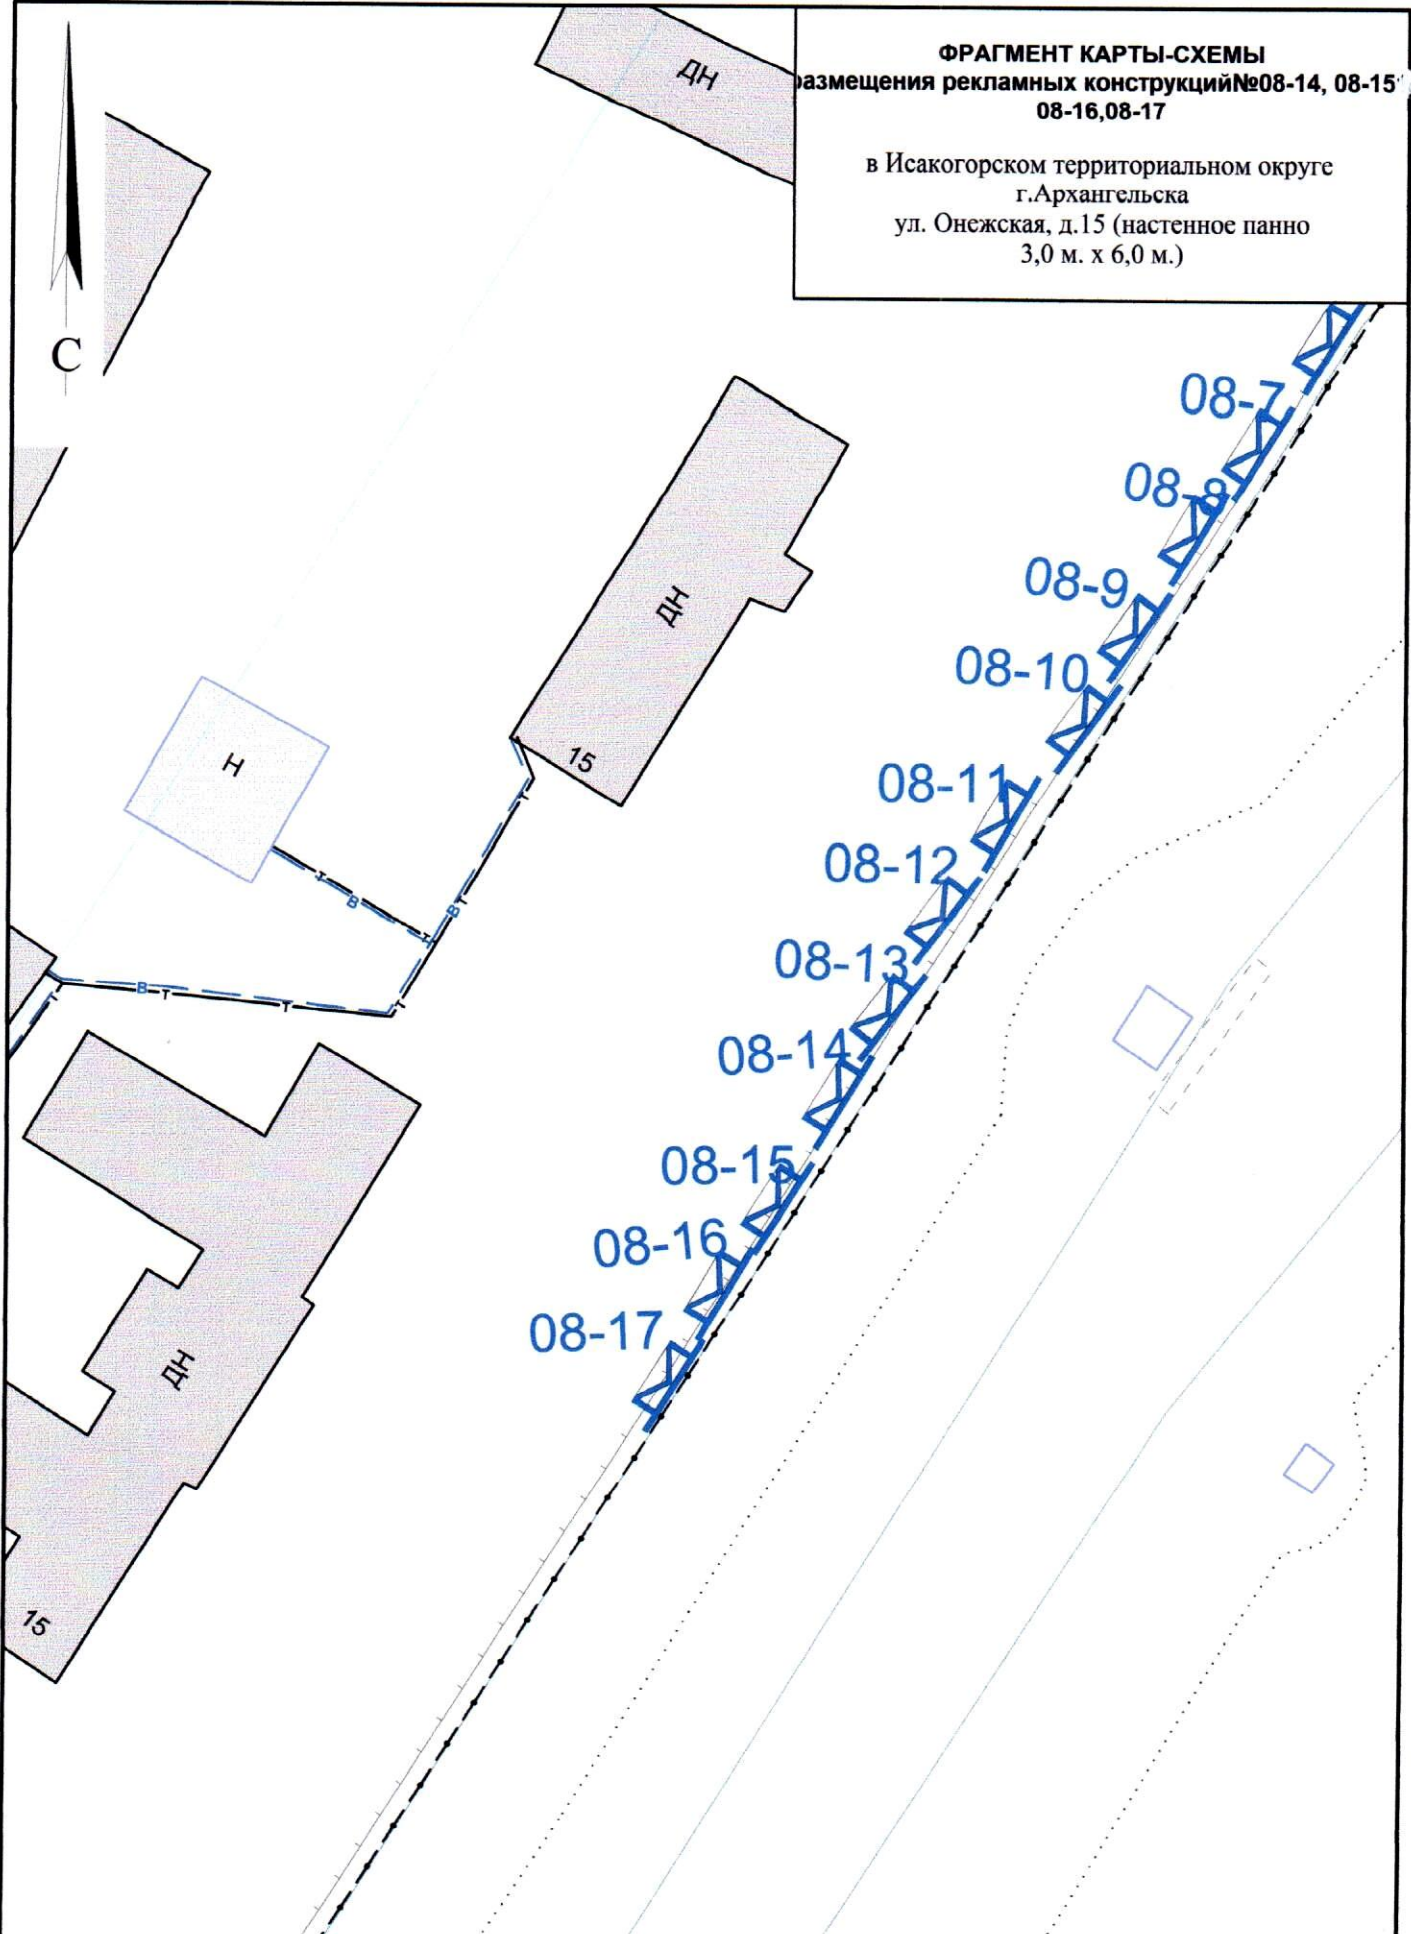 ФРАГМЕНТ КАРТЫ-СХЕМЫ
размещения рекламных конструкций№08-14, 08-15
08-16,08-17
в Исакогорском территориальном округе
г.Архангельска
ул. Онежская, д.15 (настенное панно
3,0 м. х 6,0 м.)
ДН
С
08-7
08-8
08-9
ДН
08-10
15
Н
08-11
08-12
Т
Т
В
В
Т
Т
08-13
В
Т
Т
Т
Т
08-14
08-15
08-16
08-17
ДН
15